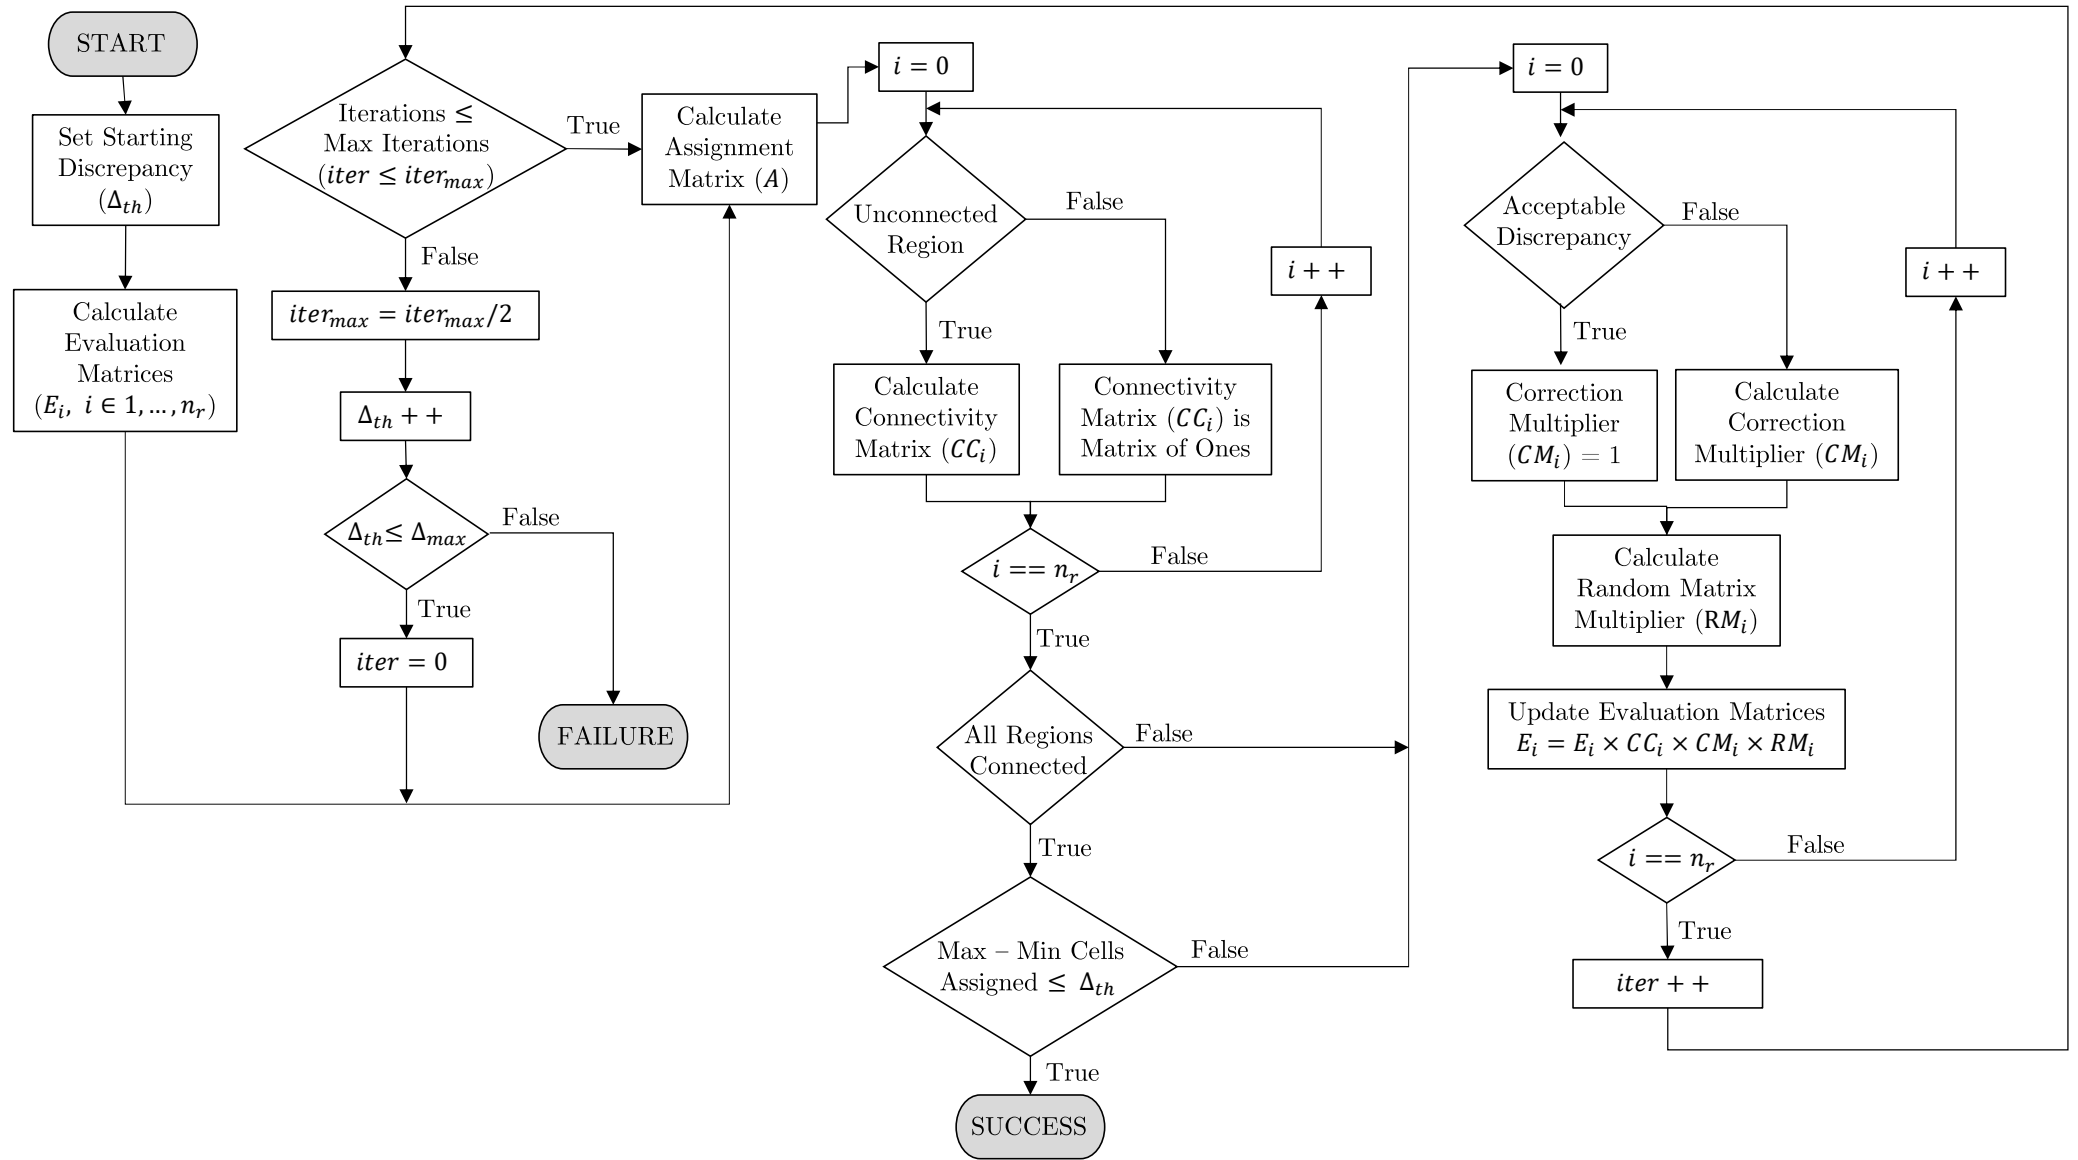 START
Set Starting
Discrepancy
(Δ_th)
Calculate
Evaluation
Matrices
(E_i, i ∈ 1, …, n_r)
Iterations ≤
Max Iterations
(iter ≤ iter_max)
True
False
iter_max = iter_max/2
Δ_th + +
Δ_th ≤ Δ_max
False
True
iter = 0
FAILURE
Calculate
Assignment
Matrix (A)
i = 0
Unconnected
Region
False
True
i + +
Calculate
Connectivity
Matrix (CC_i)
Connectivity
Matrix (CC_i) is
Matrix of Ones
i == n_r
False
True
All Regions
Connected
False
True
Max – Min Cells
Assigned ≤ Δ_th
False
True
SUCCESS
i = 0
Acceptable
Discrepancy
False
True
i + +
Correction
Multiplier
(CM_i) = 1
Calculate
Correction
Multiplier (CM_i)
Calculate
Random Matrix
Multiplier (RM_i)
Update Evaluation Matrices
E_i = E_i × CC_i × CM_i × RM_i
i == n_r
False
True
iter + +